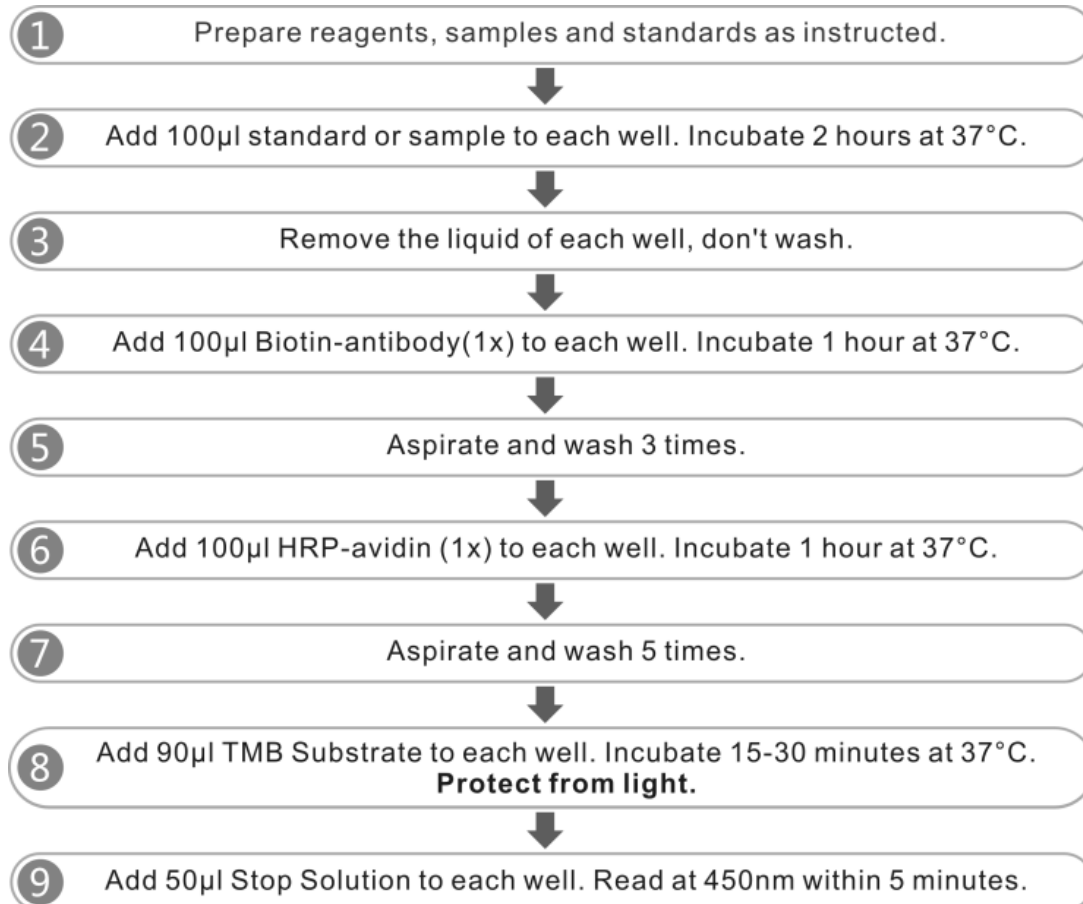 1 Prepare reagents, samples and standards as instructed.
2 Add 100µl standard or sample to each well. Incubate 2 hours at 37°C.
3 Remove the liquid of each well, don't wash.
4 Add 100µl Biotin-antibody(1x) to each well. Incubate 1 hour at 37°C.
5 Aspirate and wash 3 times.
6 Add 100µl HRP-avidin (1x) to each well. Incubate 1 hour at 37°C.
7 Aspirate and wash 5 times.
8 Add 90µl TMB Substrate to each well. Incubate 15-30 minutes at 37°C.
Protect from light.
9 Add 50µl Stop Solution to each well. Read at 450nm within 5 minutes.